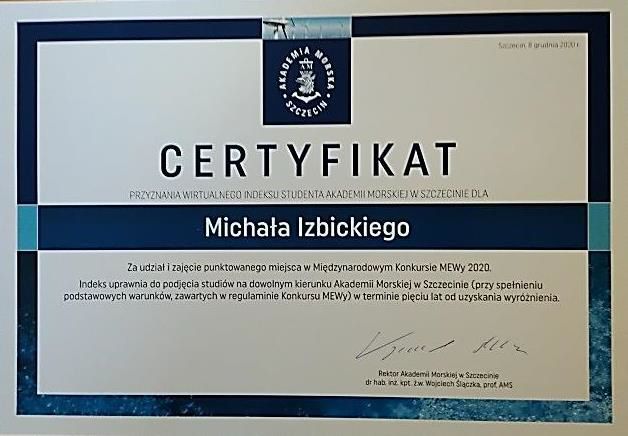 Szczecin, 8 grudnia 2020 r.
AKADEMIA MORSKA
AM
SZCZECIN
CERTYFIKAT
PRZYZNANIA WIRTUALNEGO INDEKSU STUDENTA AKADEMII MORSKIEJ W SZCZECINIE DLA
Michała Izbickiego
Za udział i zajęcie punktowanego miejsca w Międzynarodowym Konkursie MEWy 2020.
Indeks uprawnia do podjęcia studiów na dowolnym kierunku Akademii Morskiej w Szczecinie (przy spełnieniu
podstawowych warunków, zawartych w regulaminie Konkursu MEWy) w terminie pięciu lat od uzyskania wyróżnienia.
Rektor Akademii Morskiej w Szczecinie
dr hab. inż. kpt. ż.w. Wojciech Ślączka, prof. AMS